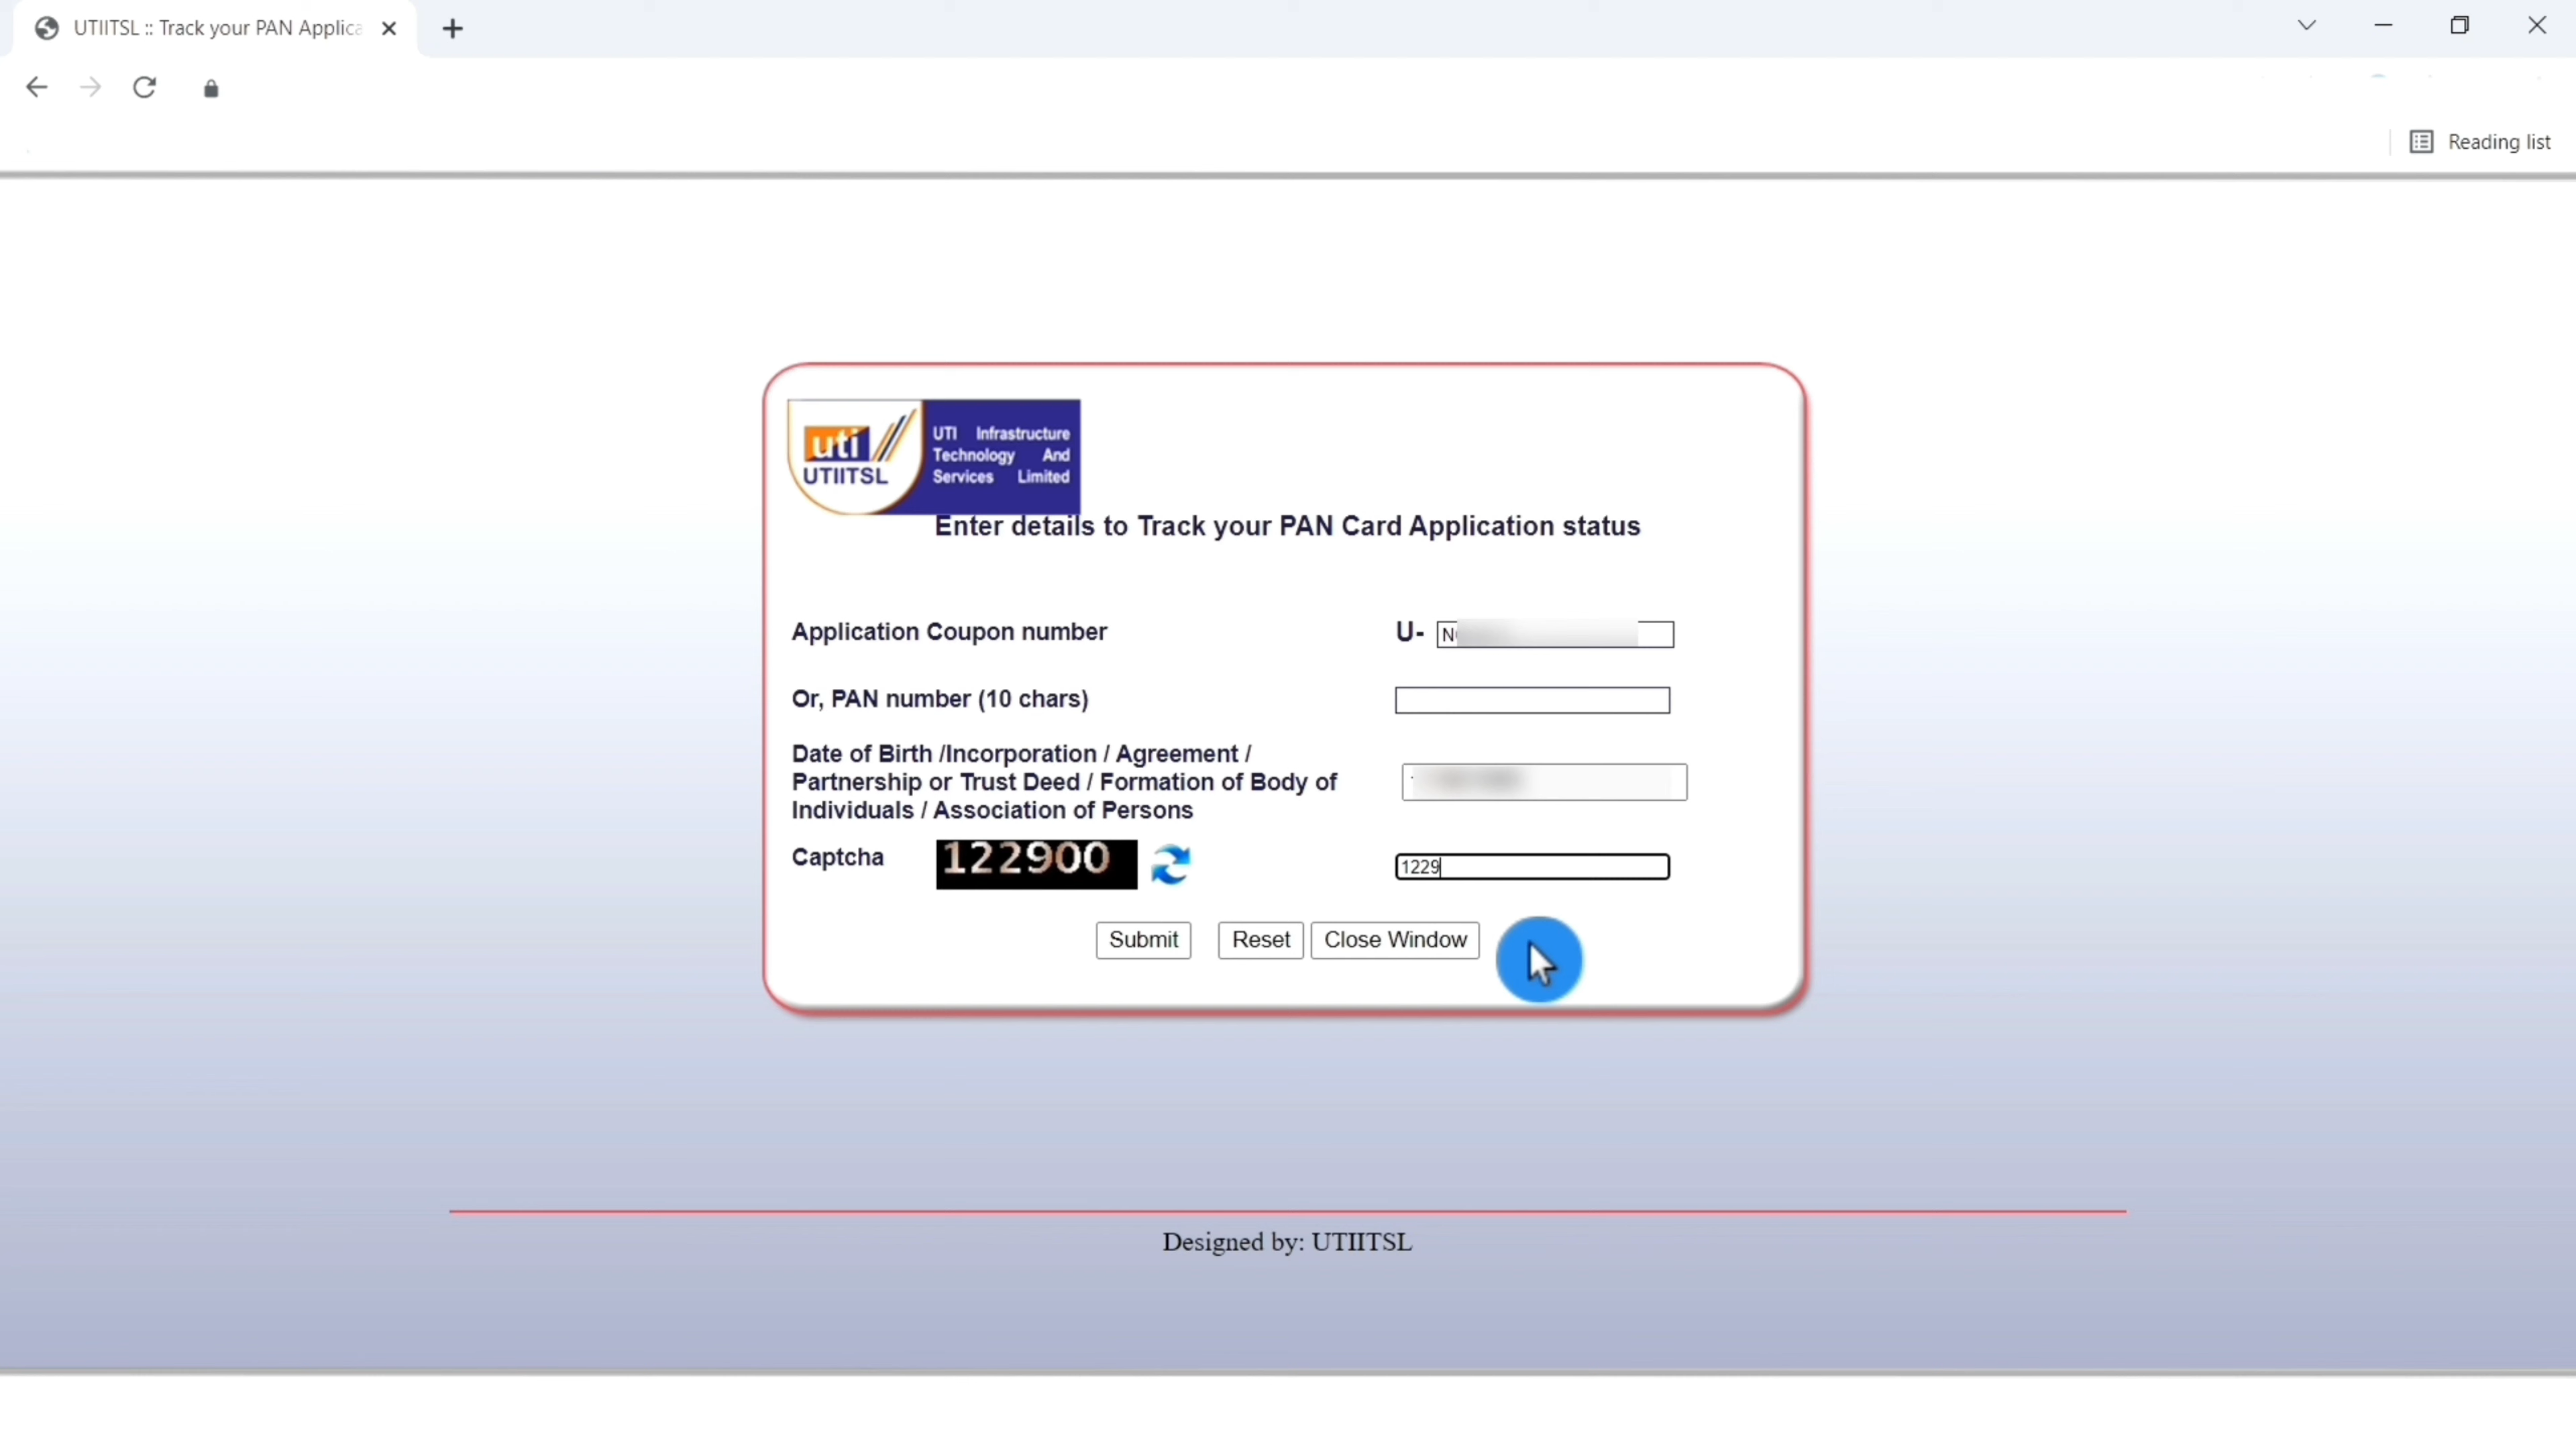 UTIITSL :: Track your PAN Applica
Reading list
uti
UTIITSL
UTI Infrastructure
Technology And
Services Limited
Enter details to Track your PAN Card Application status
Application Coupon number U- N
Or, PAN number (10 chars)
Date of Birth /Incorporation / Agreement /
Partnership or Trust Deed / Formation of Body of
Individuals / Association of Persons
Captcha 122900 1229
Submit Reset Close Window
Designed by: UTIITSL